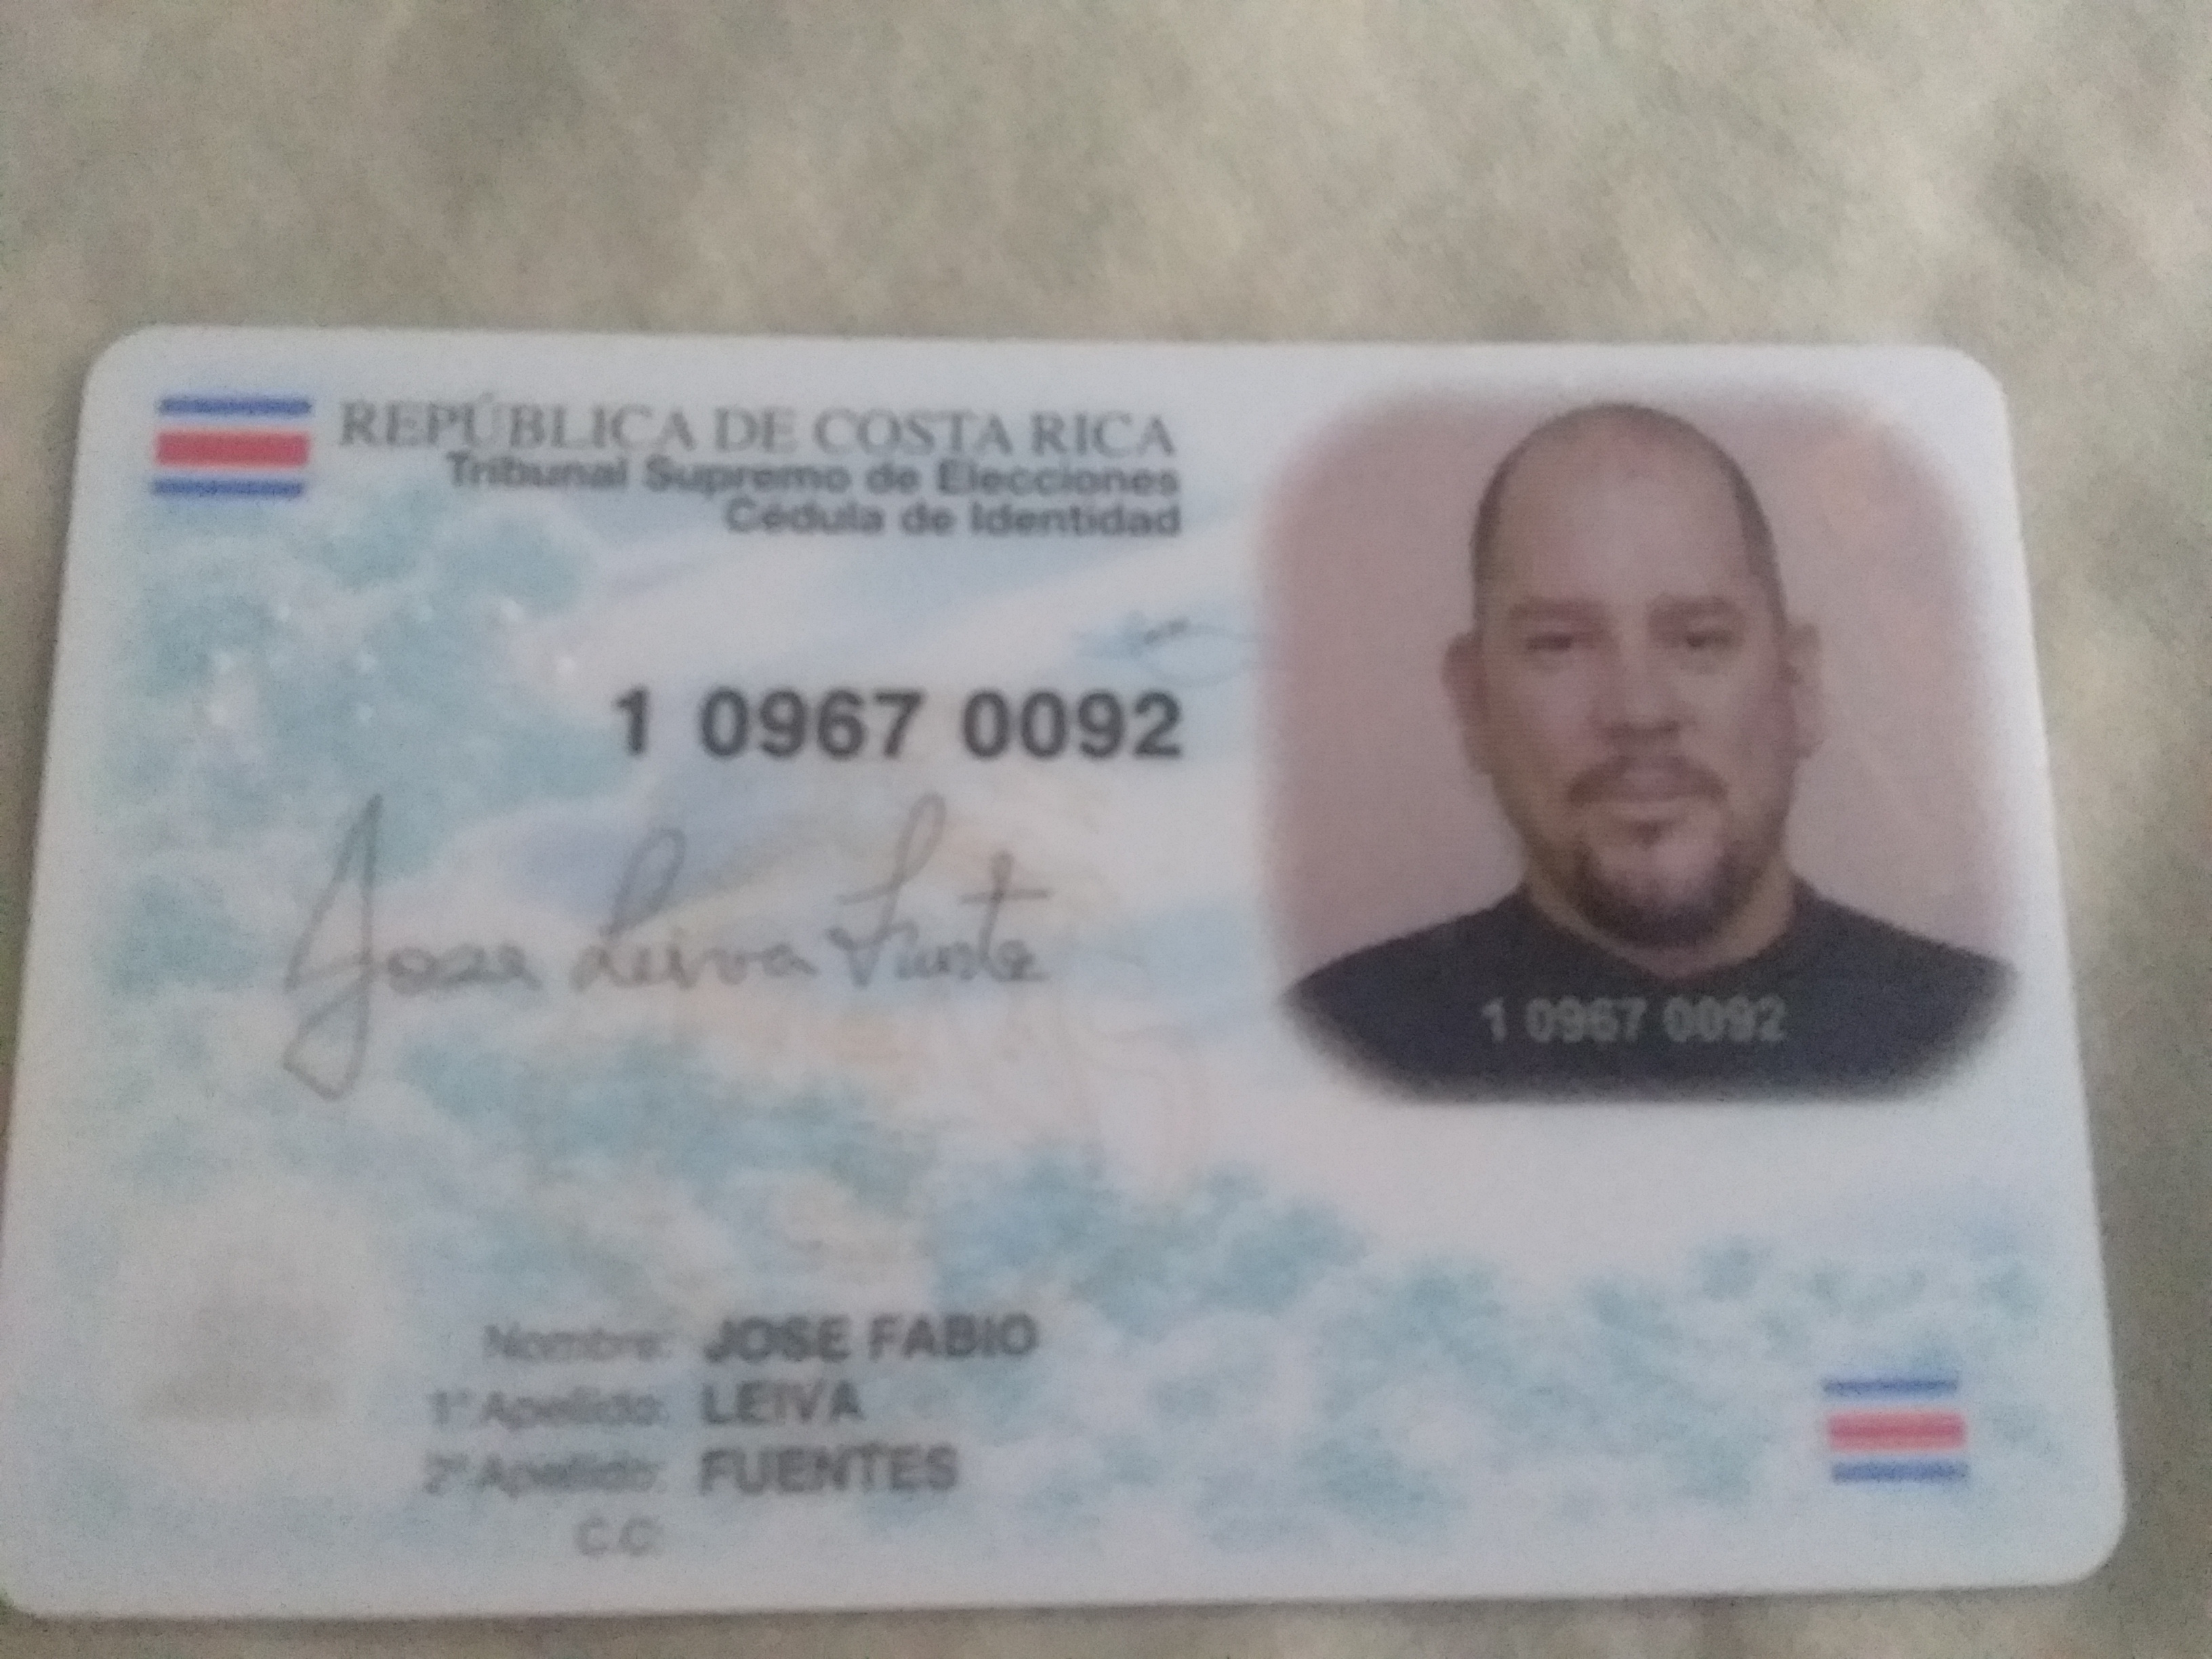 REPÚBLICA DE COSTA RICA
Tribunal Supremo de Elecciones
Cédula de Identidad
1 0967 0092
Jose Leiva Fuentes
1 0967 0092
Nombre: JOSE FABIO
1° Apellido: LEIVA
2° Apellido: FUENTES
C.C: